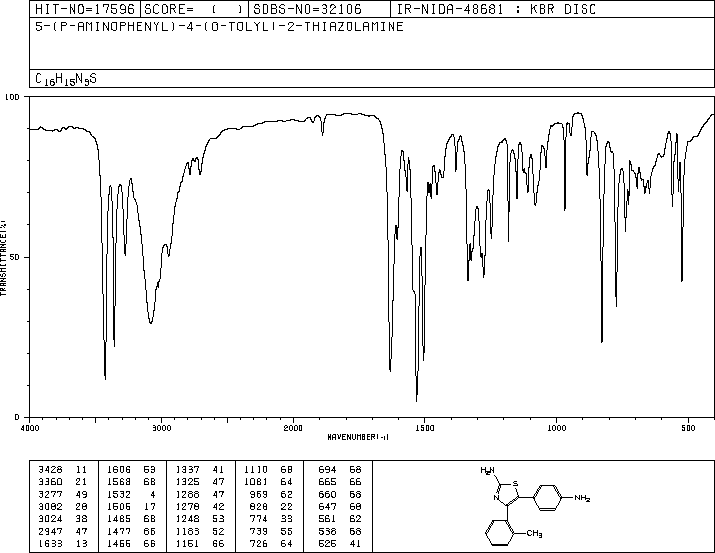 HIT-NO=17596 SCORE= ( ) SDBS-NO=32106 IR-NIDA-48681 : KBR DISC
5-(P-AMINOPHENYL)-4-(O-TOLYL)-2-THIAZOLAMINE
C16H15N3S
100
50
0
TRANSMITTANCE(%)
4000 3000 2000 1500 1000 500
WAVENUMBER(-1)
3428 11 1606 53 1337 41 1110 68 694 68
3360 21 1568 68 1325 47 1081 64 665 66
3277 49 1532 4 1288 47 969 62 660 68
3082 28 1506 17 1278 42 828 22 647 68
3024 38 1485 68 1248 53 774 33 561 62
2947 47 1477 66 1183 52 739 55 538 68
1633 13 1456 66 1151 66 726 64 525 41
H2N
S
N
NH2
CH3